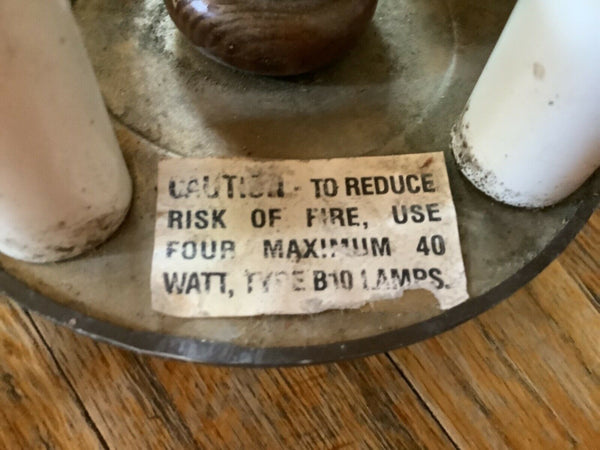 CAUTION- TO REDUCE
RISK OF FIRE, USE
FOUR MAXIMUM 40
WATT, TYPE B10 LAMPS.